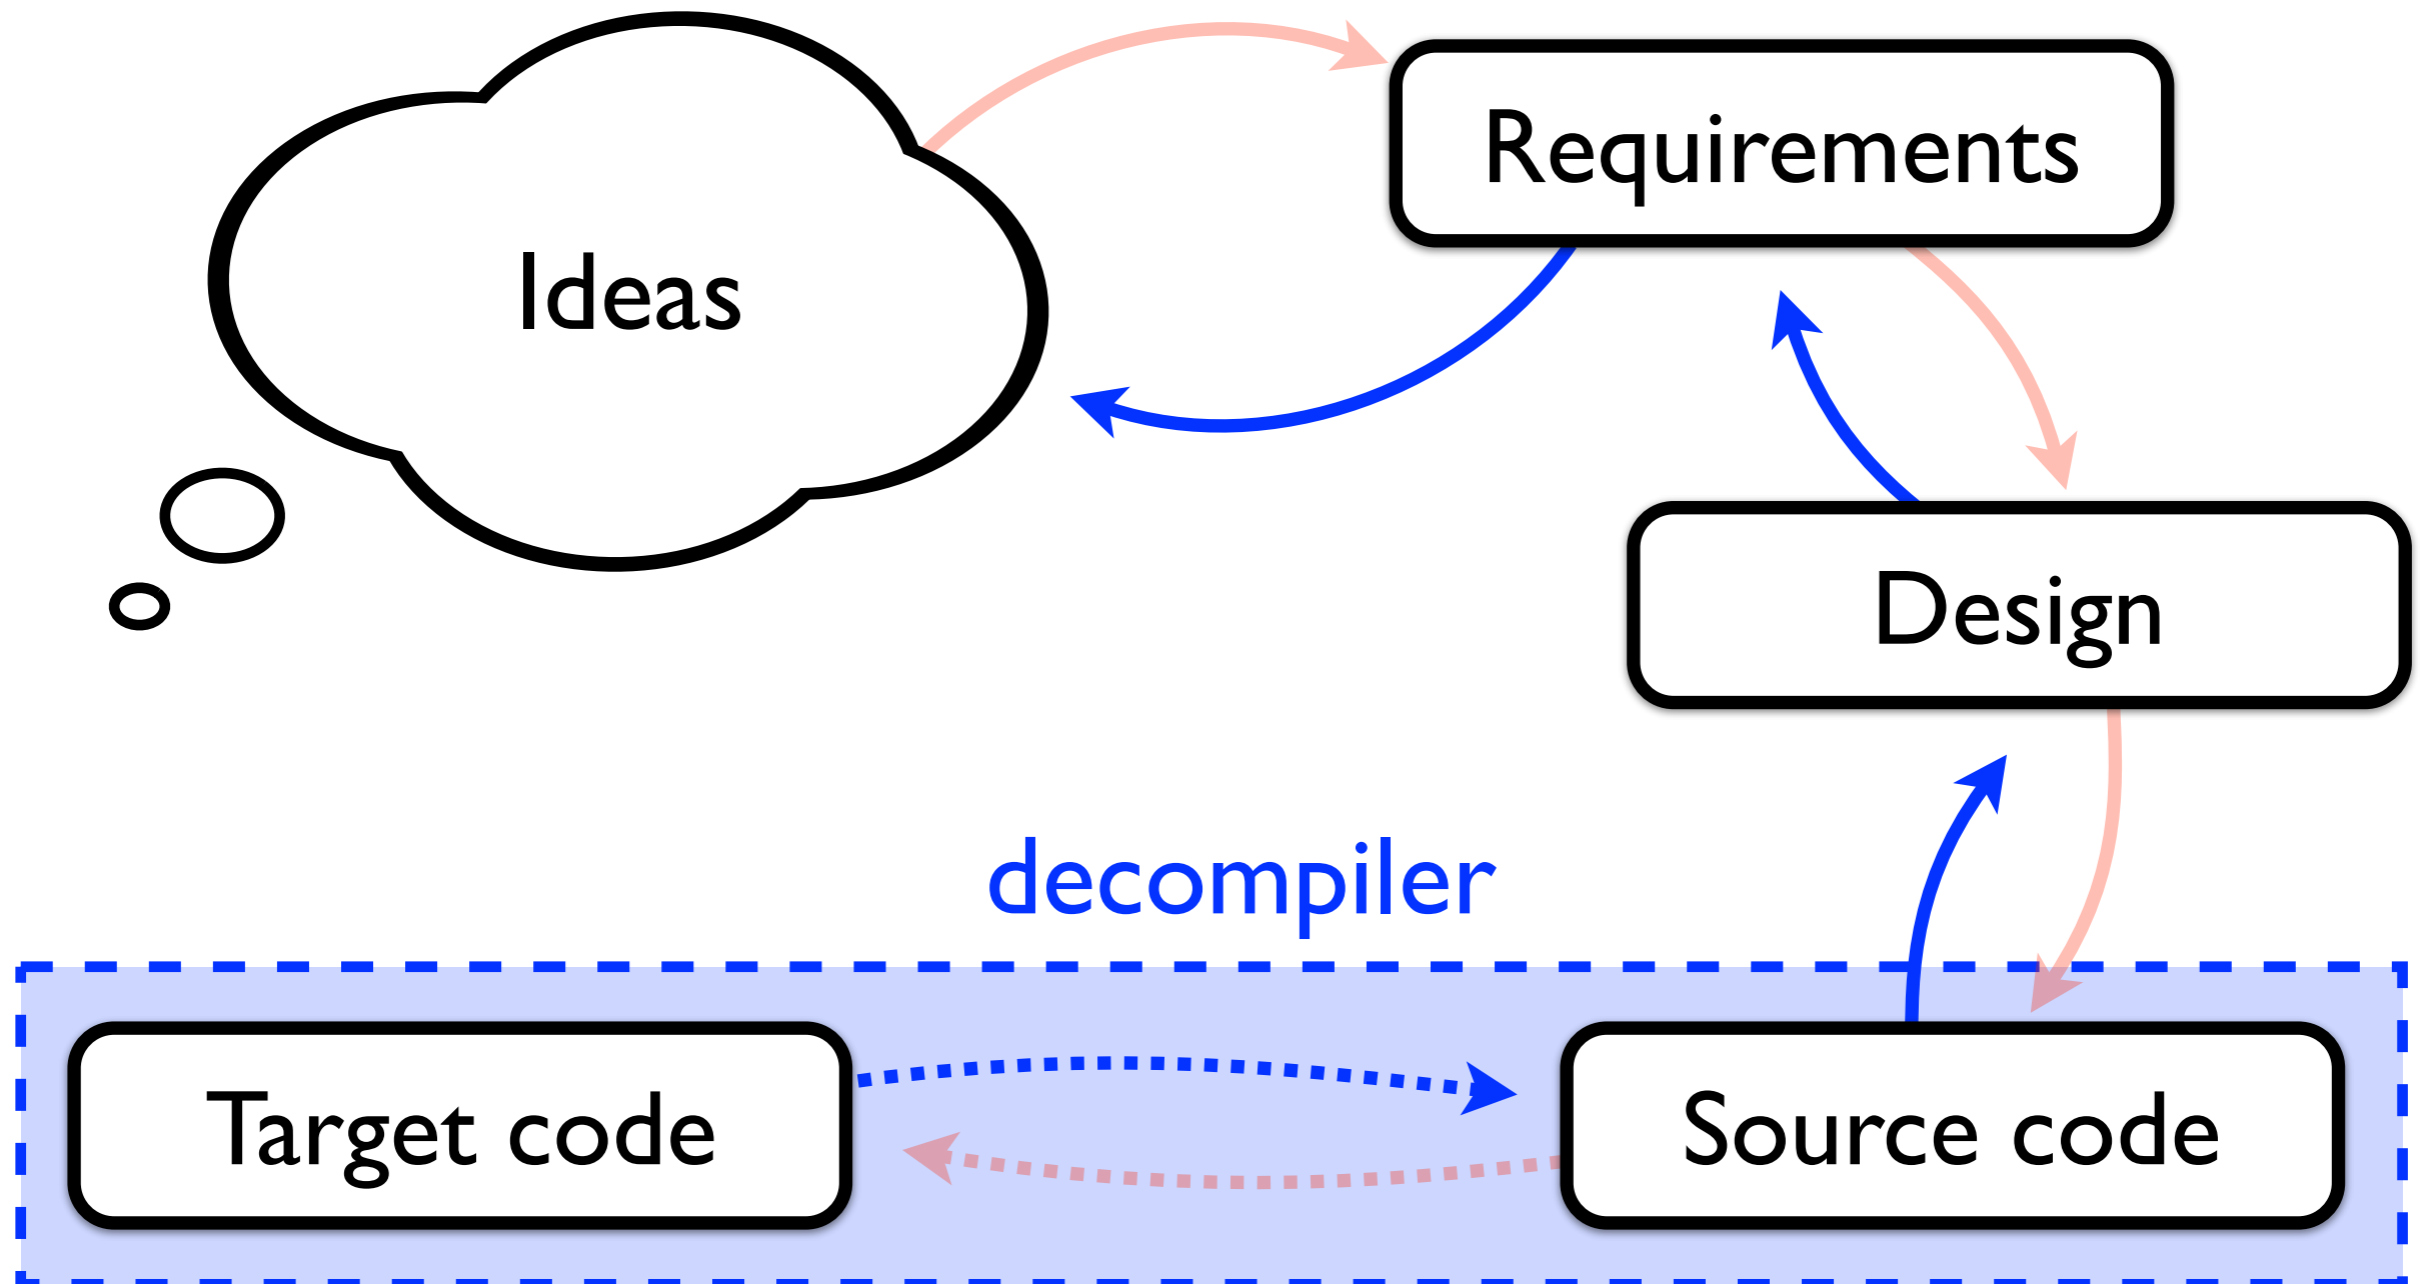 Ideas
Requirements
Design
decompiler
Target code
Source code